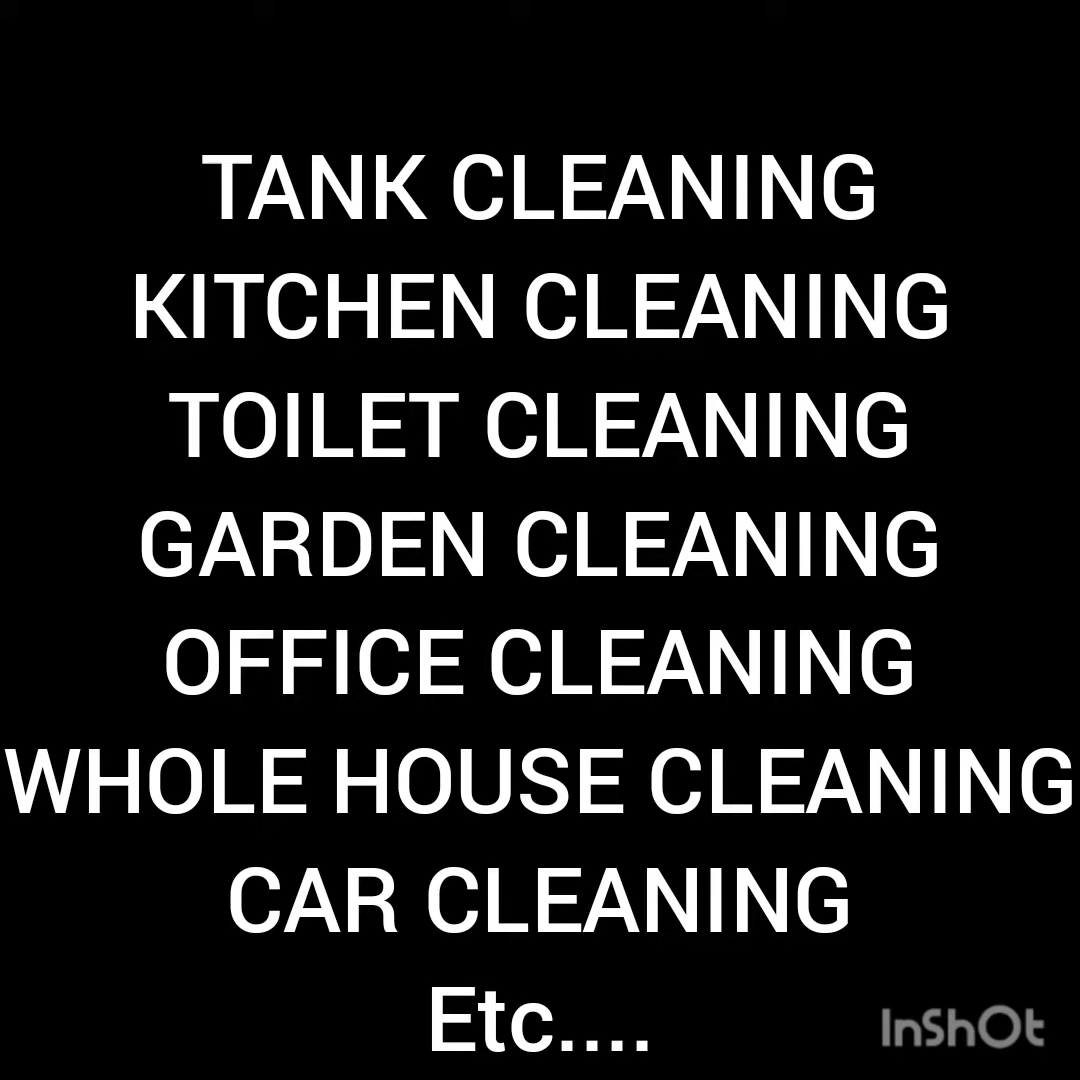 TANK CLEANING
KITCHEN CLEANING
TOILET CLEANING
GARDEN CLEANING
OFFICE CLEANING
WHOLE HOUSE CLEANING
CAR CLEANING
Etc....
InShOt